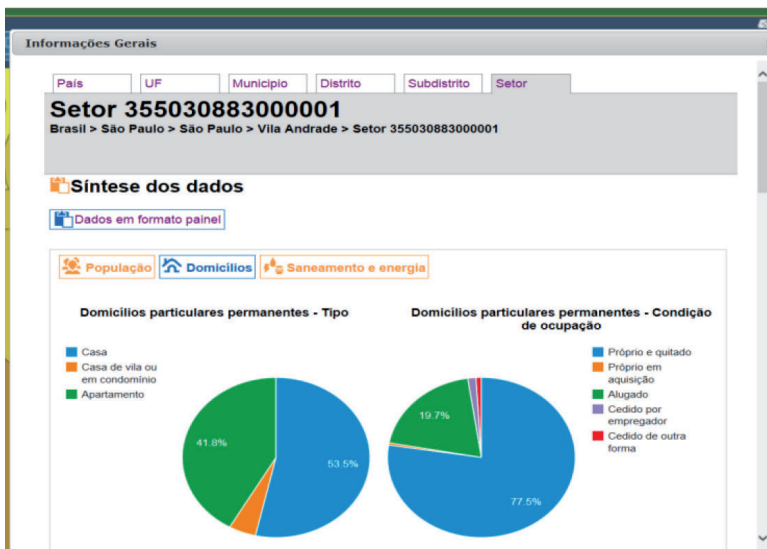 Informações Gerais
País
UF
Municipio
Distrito
Subdistrito
Setor
Setor 355030883000001
Brasil > São Paulo > São Paulo > Vila Andrade > Setor 355030883000001
Síntese dos dados
Dados em formato painel
População
Domicílios
Saneamento e energia
Domicílios particulares permanentes - Tipo
Casa
Casa de vila ou
em condomínio
Apartamento
41.8%
53.5%
Domicílios particulares permanentes - Condição
de ocupação
Próprio e quitado
Próprio em
aquisição
Alugado
Cedido por
empregador
Cedido de outra
forma
19.7%
77.5%